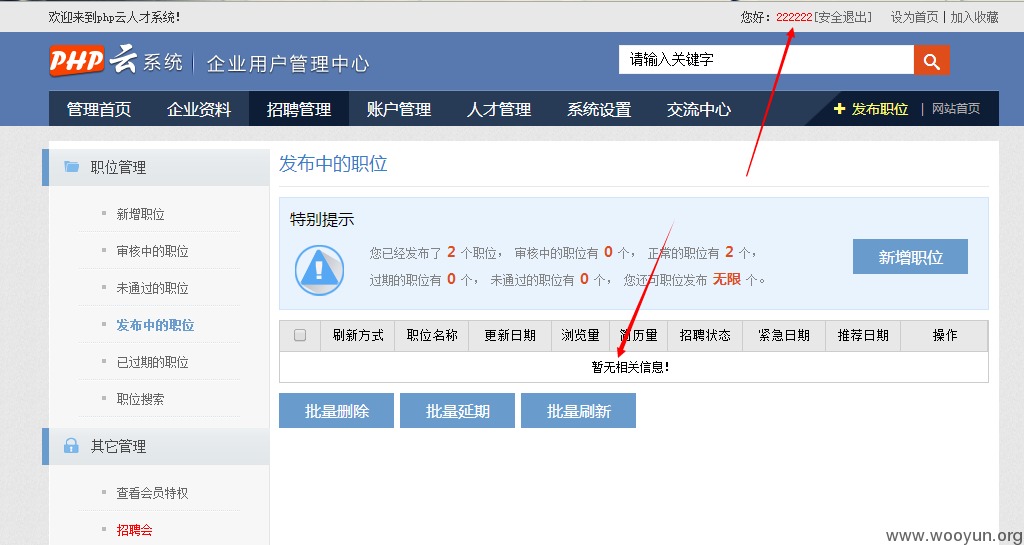 欢迎来到php云人才系统！ 您好：222222[安全退出] 设为首页 | 加入收藏
PHP云系统 企业用户管理中心 请输入关键字
管理首页 企业资料 招聘管理 账户管理 人才管理 系统设置 交流中心 发布职位 | 网站首页
职位管理
新增职位
审核中的职位
未通过的职位
发布中的职位
已过期的职位
职位搜索
其它管理
查看会员特权
招聘会
发布中的职位
特别提示
您已经发布了 2 个职位， 审核中的职位有 0 个， 正常的职位有 2 个，
过期的职位有 0 个， 未通过的职位有 0 个， 您还可职位发布 无限 个。
新增职位
刷新方式 职位名称 更新日期 浏览量 简历量 招聘状态 紧急日期 推荐日期 操作
暂无相关信息！
批量删除 批量延期 批量刷新
www.wooyun.org